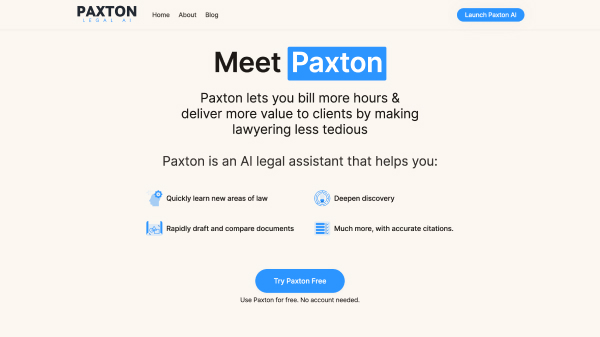 PAXTON
LEGAL AI
Home About Blog
Launch Paxton AI
Meet Paxton
Paxton lets you bill more hours &
deliver more value to clients by making
lawyering less tedious
Paxton is an AI legal assistant that helps you:
Quickly learn new areas of law
Deepen discovery
Rapidly draft and compare documents
Much more, with accurate citations.
Try Paxton Free
Use Paxton for free. No account needed.